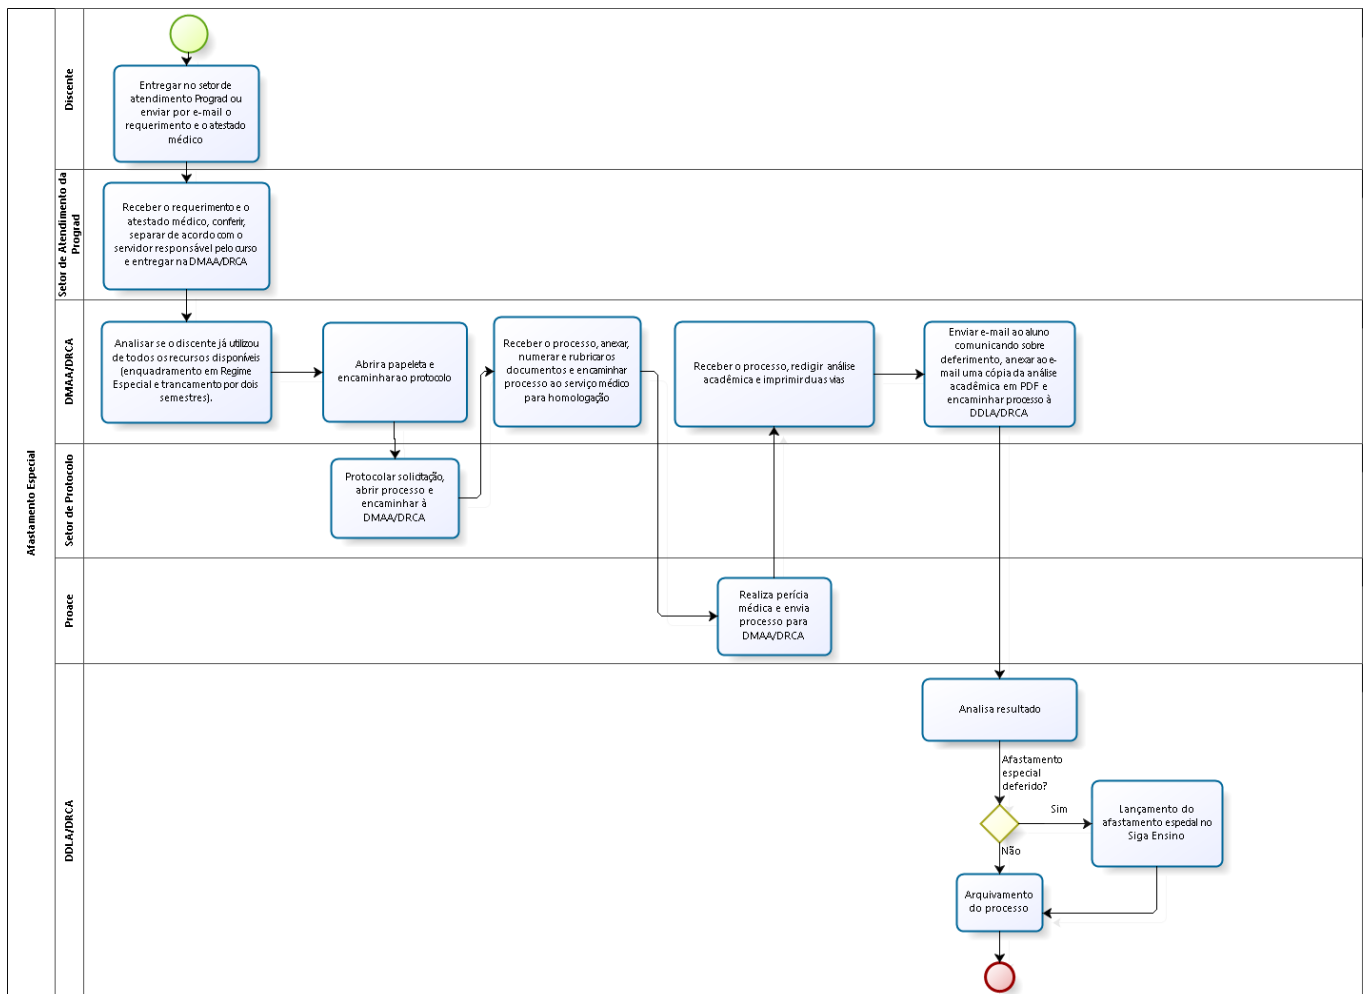 Afastamento Especial
Discente
Entregar no setor de
atendimento Prograd ou
enviar por e-mail o
requerimento e o atestado
médico
Setor de Atendimento da
Prograd
Receber o requerimento e o
atestado médico, conferir,
separar de acordo com o
servidor responsável pelo curso
e entregar na DMAA/DRCA
DMAA/DRCA
Analisar se o discente já utilizou
de todos os recursos disponíveis
(enquadramento em Regime
Especial e trancamento por dois
semestres).
Abrir a papeleta e
encaminhar ao protocolo
Receber o processo, anexar,
numerar e rubricar os
documentos e encaminhar
processo ao serviço médico
para homologação
Receber o processo, redigir análise
acadêmica e imprimir duas vias
Enviar e-mail ao aluno
comunicando sobre
deferimento, anexar ao e-
mail uma cópia da análise
acadêmica em PDF e
encaminhar processo à
DDLA/DRCA
Setor de Protocolo
Protocolar solicitação,
abrir processo e
encaminhar à
DMAA/DRCA
Proace
Realiza perícia
médica e envia
processo para
DMAA/DRCA
DDLA/DRCA
Analisa resultado
Afastamento
especial
deferido?
Sim
Lançamento do
afastamento especial no
Siga Ensino
Não
Arquivamento
do processo